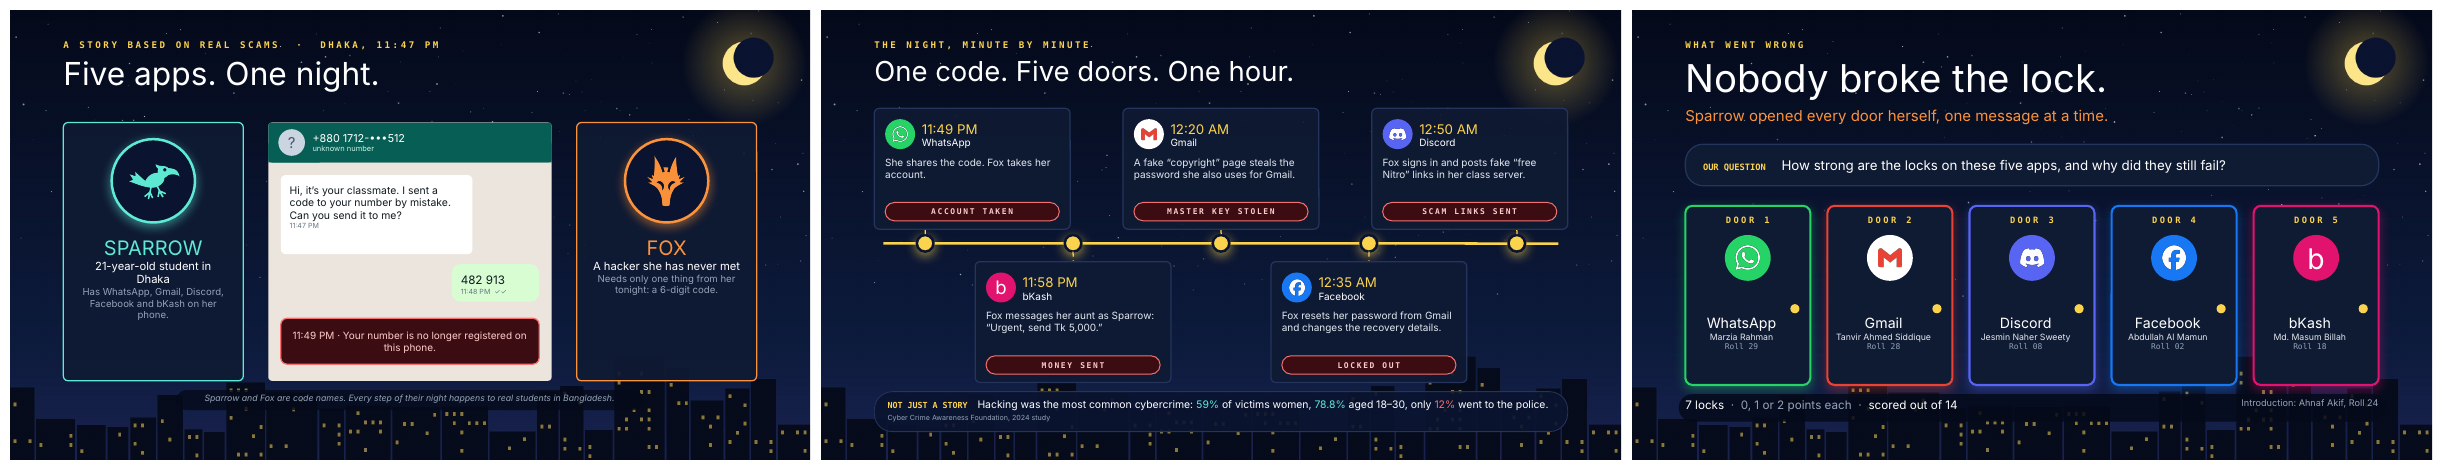 A STORY BASED ON REAL SCAMS · DHAKA, 11:47 PM
Five apps. One night.
SPARROW
21-year-old student in
Dhaka
Has WhatsApp, Gmail, Discord,
Facebook and bKash on her
phone.
?
+880 1712-•••512
unknown number
Hi, it's your classmate. I sent a
code to your number by mistake.
Can you send it to me?
11:47 PM
482 913
11:48 PM ✓✓
11:49 PM · Your number is no longer registered on
this phone.
FOX
A hacker she has never met
Needs only one thing from her
tonight: a 6-digit code.
Sparrow and Fox are code names. Every step of their night happens to real students in Bangladesh.
THE NIGHT, MINUTE BY MINUTE
One code. Five doors. One hour.
11:49 PM
WhatsApp
She shares the code. Fox takes her
account.
ACCOUNT TAKEN
12:20 AM
Gmail
A fake “copyright” page steals the
password she also uses for Gmail.
MASTER KEY STOLEN
12:50 AM
Discord
Fox signs in and posts fake “free
Nitro” links in her class server.
SCAM LINKS SENT
b
11:58 PM
bKash
Fox messages her aunt as Sparrow:
“Urgent, send Tk 5,000.”
MONEY SENT
12:35 AM
Facebook
Fox resets her password from Gmail
and changes the recovery details.
LOCKED OUT
NOT JUST A STORY Hacking was the most common cybercrime: 59% of victims women, 78.8% aged 18–30, only 12% went to the police.
Cyber Crime Awareness Foundation, 2024 study
WHAT WENT WRONG
Nobody broke the lock.
Sparrow opened every door herself, one message at a time.
OUR QUESTION How strong are the locks on these five apps, and why did they still fail?
DOOR 1
WhatsApp
Marzia Rahman
Roll 29
DOOR 2
Gmail
Tanvir Ahmed Siddique
Roll 28
DOOR 3
Discord
Jesmin Naher Sweety
Roll 08
DOOR 4
Facebook
Abdullah Al Mamun
Roll 02
DOOR 5
b
bKash
Md. Masum Billah
Roll 18
7 locks · 0, 1 or 2 points each · scored out of 14
Introduction: Ahnaf Akif, Roll 24